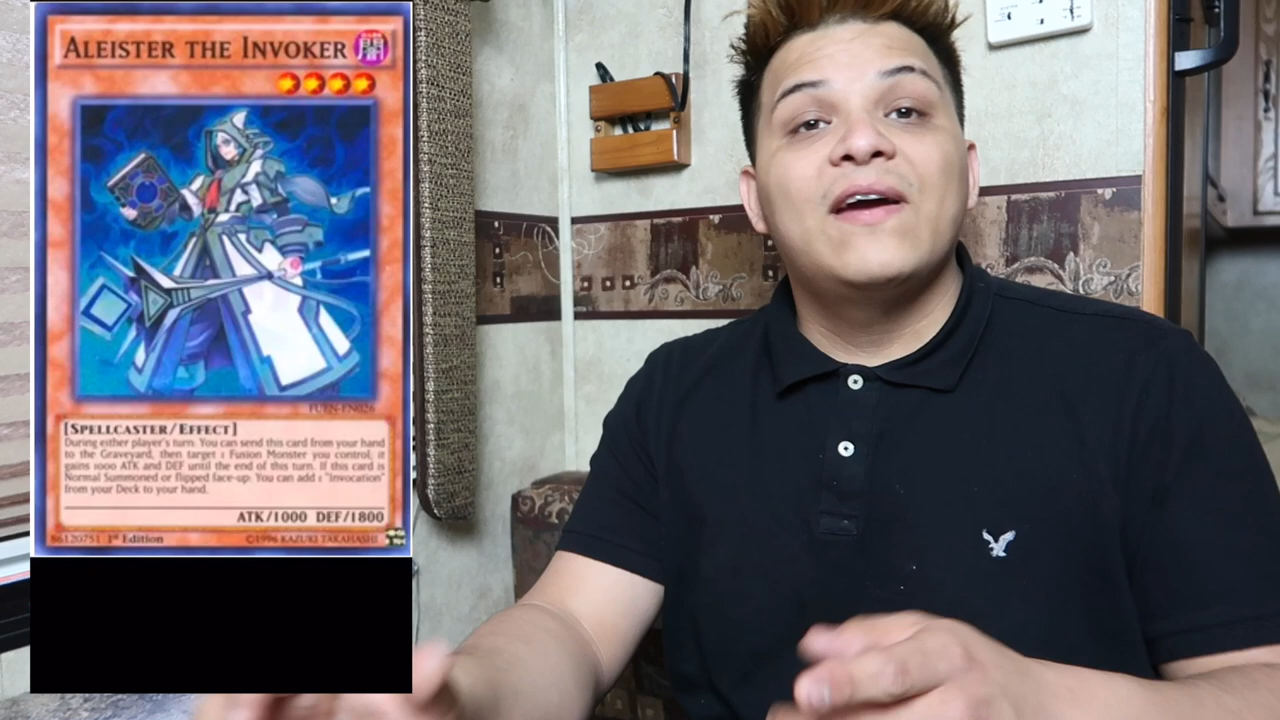 ALEISTER THE INVOKER
FUEN-EN026
[SPELLCASTER/EFFECT]
During either player's turn: You can send this card from your hand
to the Graveyard, then target 1 Fusion Monster you control; it
gains 1000 ATK and DEF until the end of this turn. If this card is
Normal Summoned or flipped face-up: You can add 1 "Invocation"
from your Deck to your hand.
ATK/1000 DEF/1800
86120751 1st Edition ©1996 KAZUKI TAKAHASHI